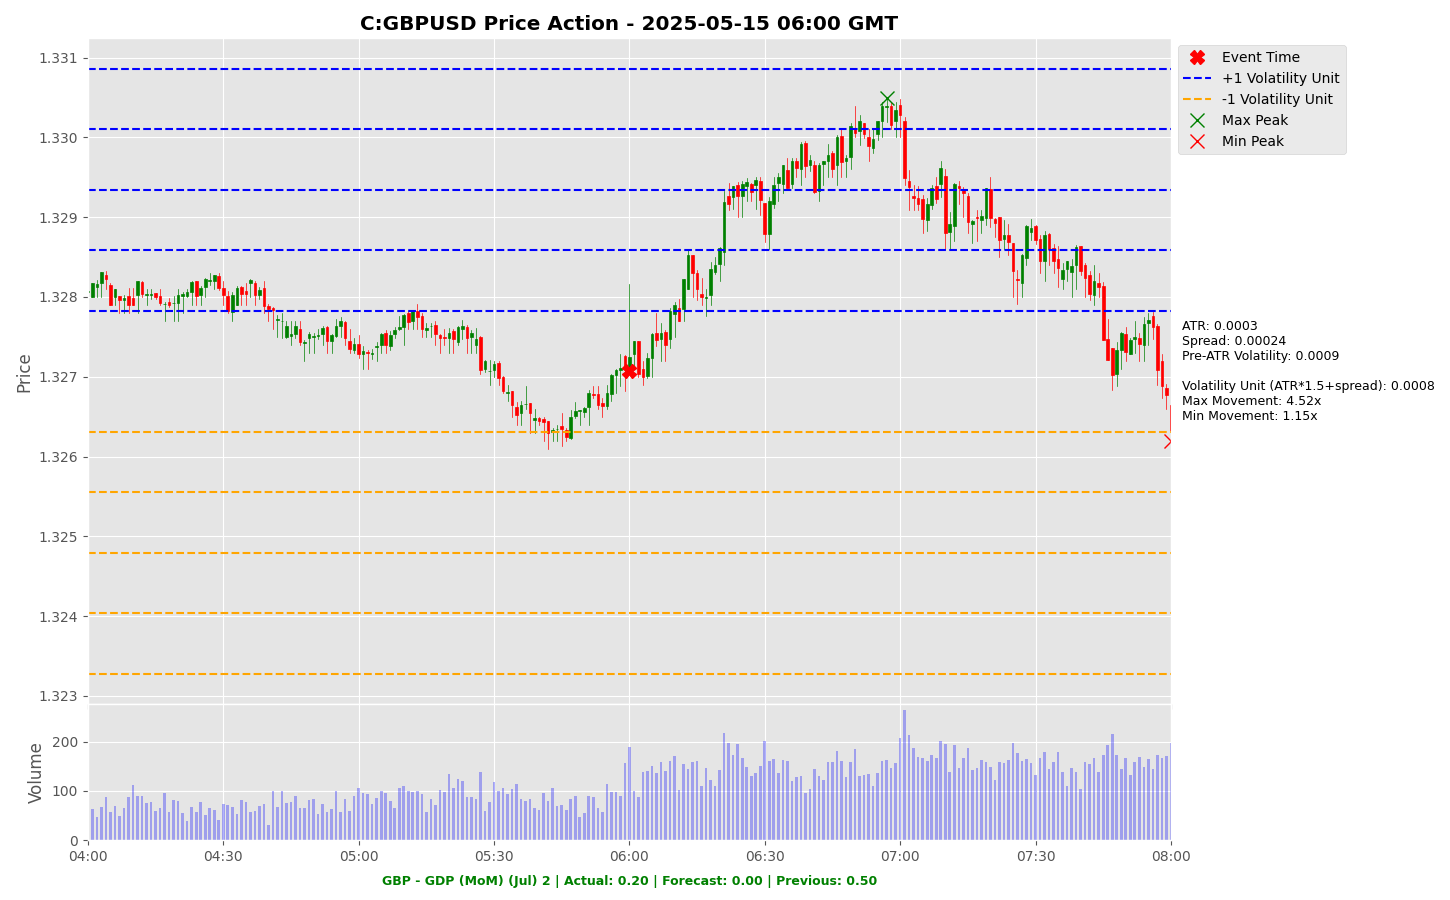 C:GBPUSD Price Action - 2025-05-15 06:00 GMT
Event Time
+1 Volatility Unit
-1 Volatility Unit
Max Peak
Min Peak
1.331
1.330
1.329
1.328
1.327
1.326
1.325
1.324
1.323
Price
ATR: 0.0003
Spread: 0.00024
Pre-ATR Volatility: 0.0009
Volatility Unit (ATR*1.5+spread): 0.0008
Max Movement: 4.52x
Min Movement: 1.15x
200
100
0
Volume
04:00 04:30 05:00 05:30 06:00 06:30 07:00 07:30 08:00
GBP - GDP (MoM) (Jul) 2 | Actual: 0.20 | Forecast: 0.00 | Previous: 0.50